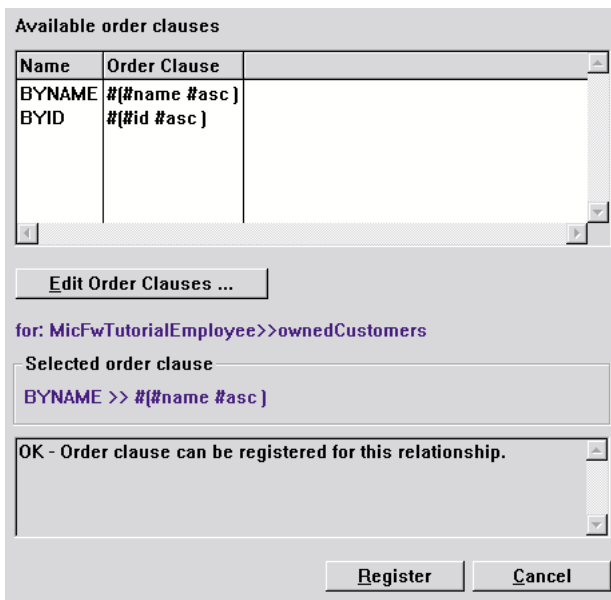 Available order clauses
Name Order Clause
BYNAME #(#name #asc )
BYID #(#id #asc )
Edit Order Clauses ...
for: MicFwTutorialEmployee>>ownedCustomers
Selected order clause
BYNAME >> #(#name #asc )
OK - Order clause can be registered for this relationship.
Register Cancel